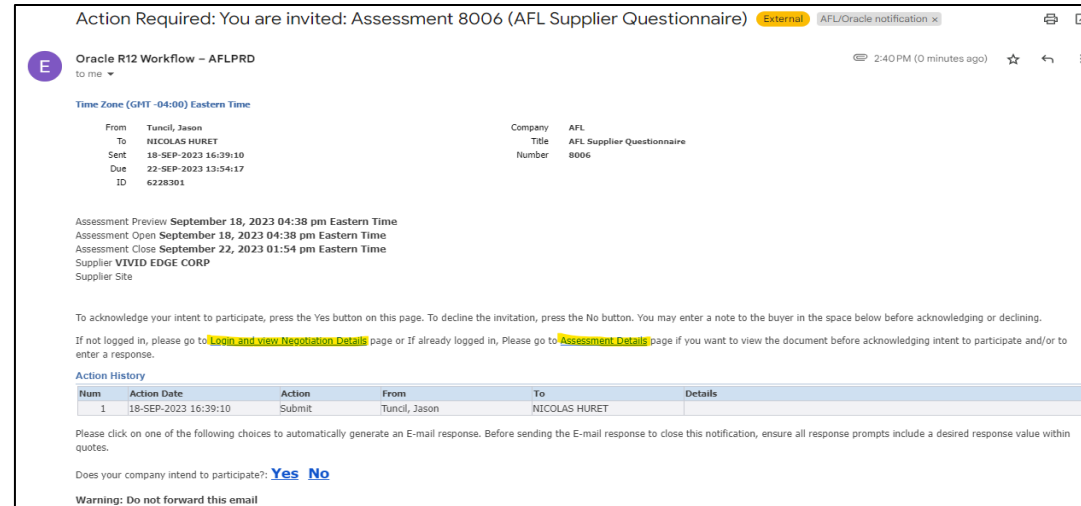 Action Required: You are invited: Assessment 8006 (AFL Supplier Questionnaire) External AFL/Oracle notification ×
E
Oracle R12 Workflow – AFLPRD
2:40 PM (0 minutes ago)
to me
Time Zone (GMT -04:00) Eastern Time
From Tuncil, Jason Company AFL
To NICOLAS HURET Title AFL Supplier Questionnaire
Sent 18-SEP-2023 16:39:10 Number 8006
Due 22-SEP-2023 13:54:17
ID 6228301
Assessment Preview September 18, 2023 04:38 pm Eastern Time
Assessment Open September 18, 2023 04:38 pm Eastern Time
Assessment Close September 22, 2023 01:54 pm Eastern Time
Supplier VIVID EDGE CORP
Supplier Site
To acknowledge your intent to participate, press the Yes button on this page. To decline the invitation, press the No button. You may enter a note to the buyer in the space below before acknowledging or declining.
If not logged in, please go to Login and view Negotiation Details page or If already logged in, Please go to Assessment Details page if you want to view the document before acknowledging intent to participate and/or to
enter a response.
Action History
Num Action Date Action From To Details
1 18-SEP-2023 16:39:10 Submit Tuncil, Jason NICOLAS HURET
Please click on one of the following choices to automatically generate an E-mail response. Before sending the E-mail response to close this notification, ensure all response prompts include a desired response value within
quotes.
Does your company intend to participate?: Yes No
Warning: Do not forward this email